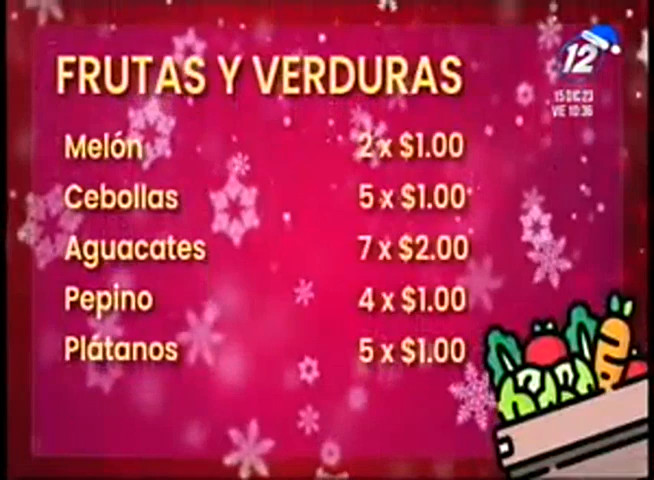 FRUTAS Y VERDURAS
12
15 DIC 23
VIE 10:36
Melón 2 x $1.00
Cebollas 5 x $1.00
Aguacates 7 x $2.00
Pepino 4 x $1.00
Plátanos 5 x $1.00